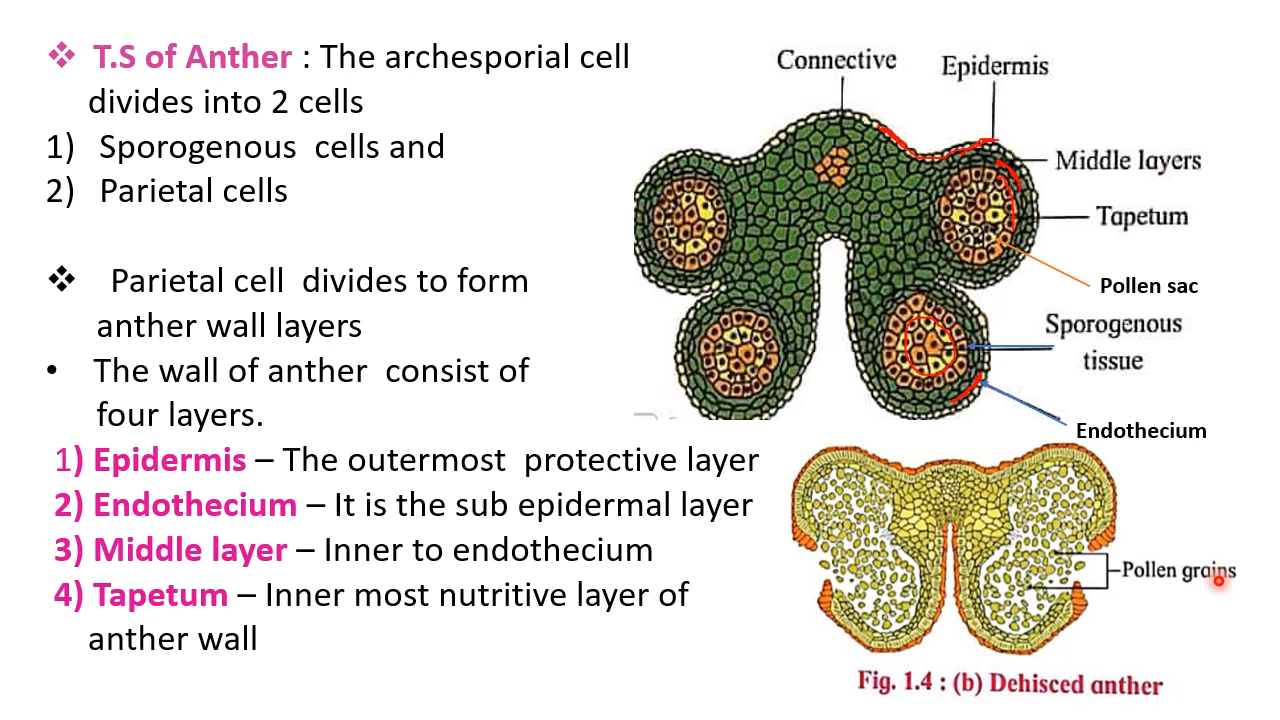 ❖ T.S of Anther : The archesporial cell
divides into 2 cells
1) Sporogenous cells and
2) Parietal cells
❖ Parietal cell divides to form
anther wall layers
• The wall of anther consist of
four layers.
1) Epidermis – The outermost protective layer
2) Endothecium – It is the sub epidermal layer
3) Middle layer – Inner to endothecium
4) Tapetum – Inner most nutritive layer of
anther wall
Connective
Epidermis
Middle layers
Tapetum
Pollen sac
Sporogenous
tissue
Endothecium
Pollen grains
Fig. 1.4 : (b) Dehisced anther